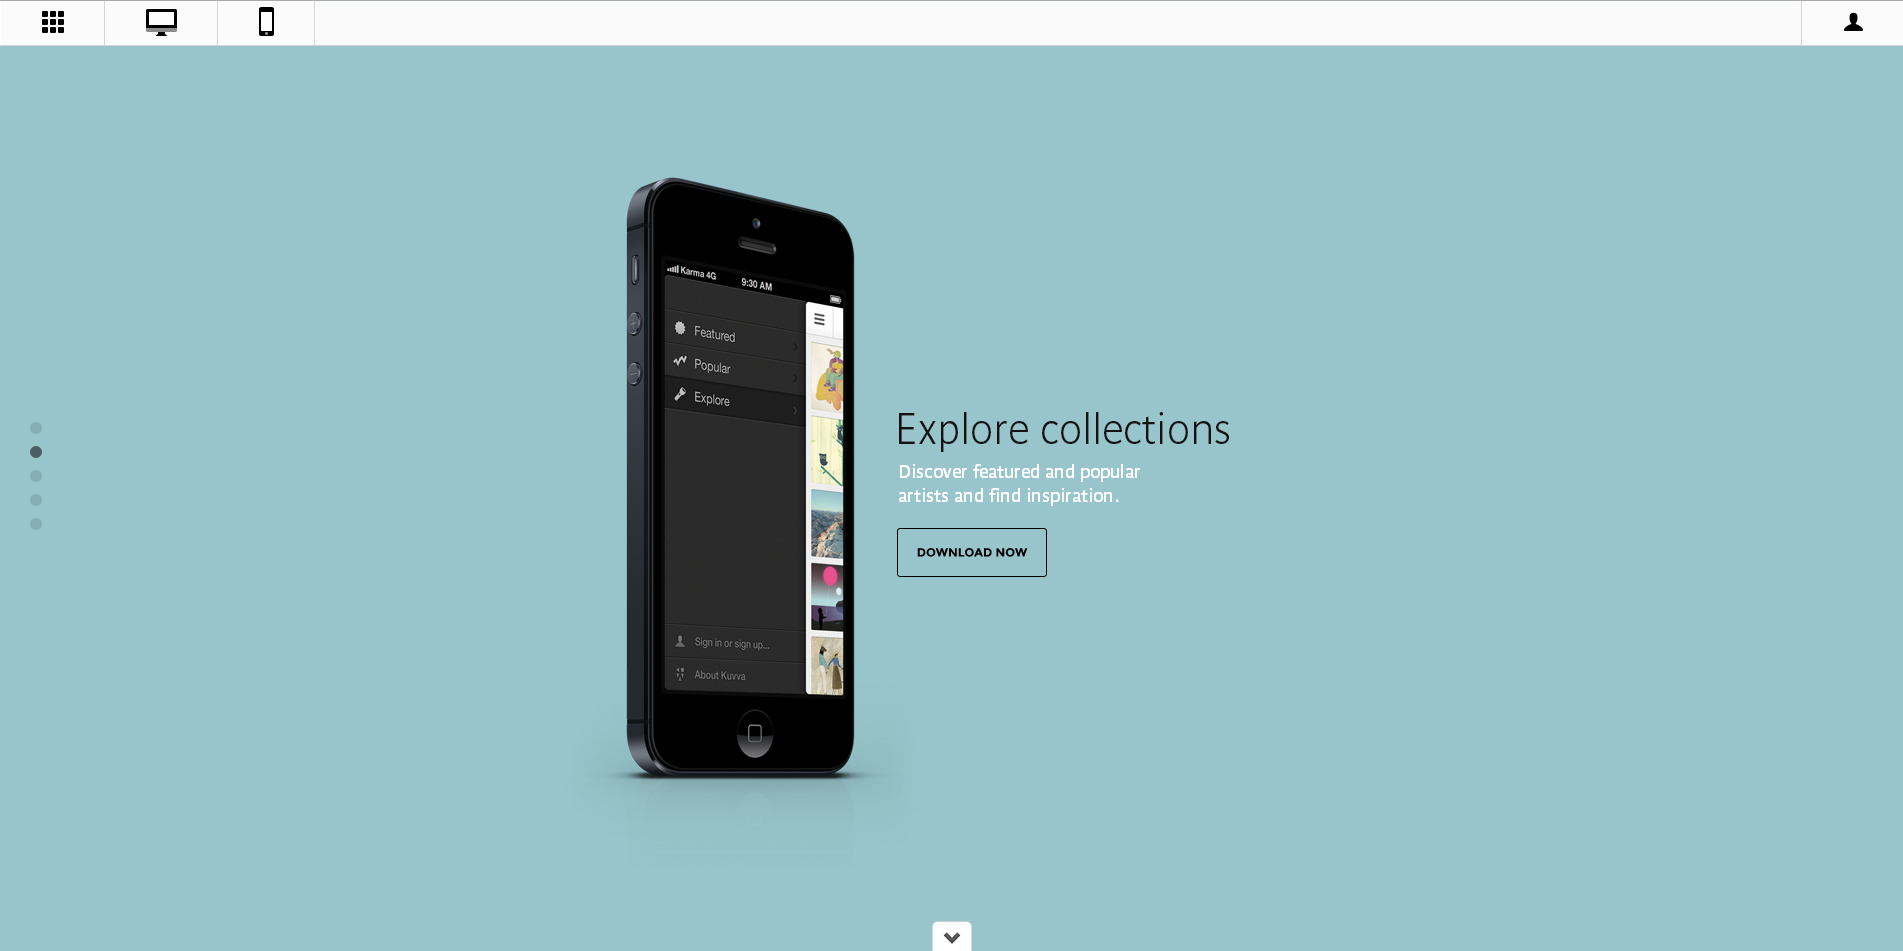 Karma 4G
9:30 AM
Featured
Popular
Explore
Sign in or sign up...
About Kuvva
Explore collections
Discover featured and popular
artists and find inspiration.
DOWNLOAD NOW